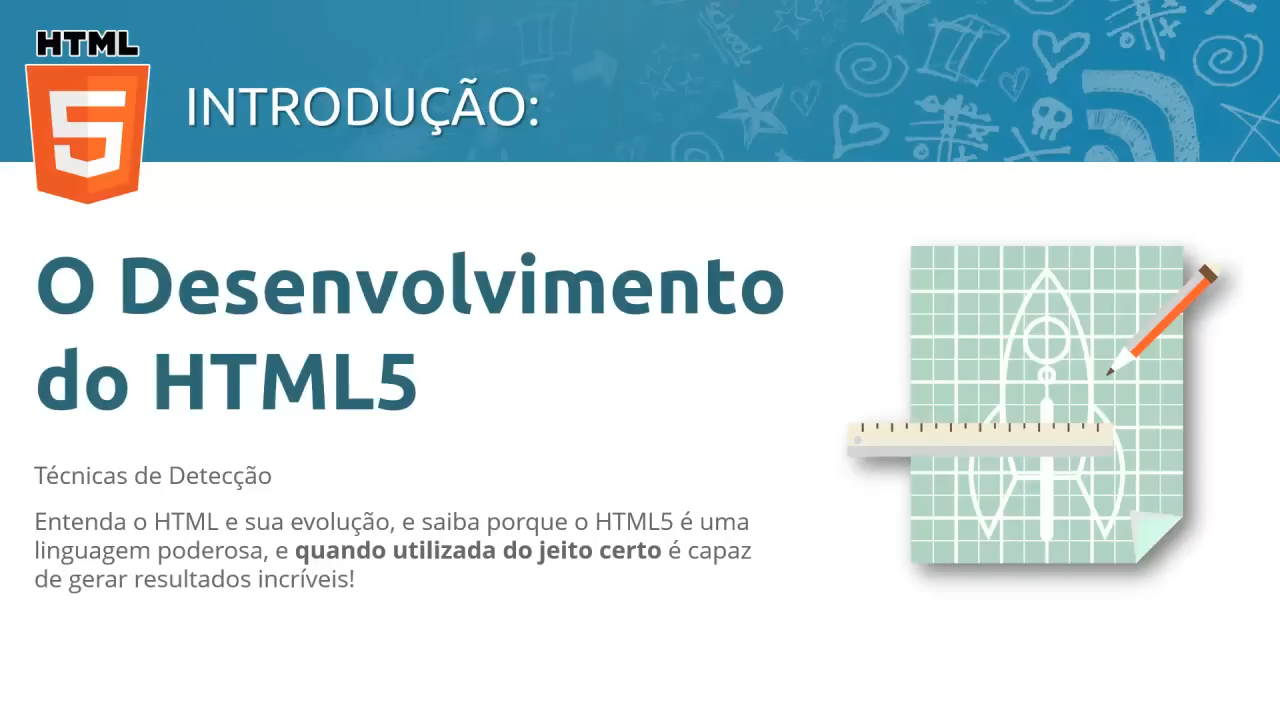 HTML
5
INTRODUÇÃO:
O Desenvolvimento
do HTML5
Técnicas de Detecção
Entenda o HTML e sua evolução, e saiba porque o HTML5 é uma
linguagem poderosa, e quando utilizada do jeito certo é capaz
de gerar resultados incríveis!